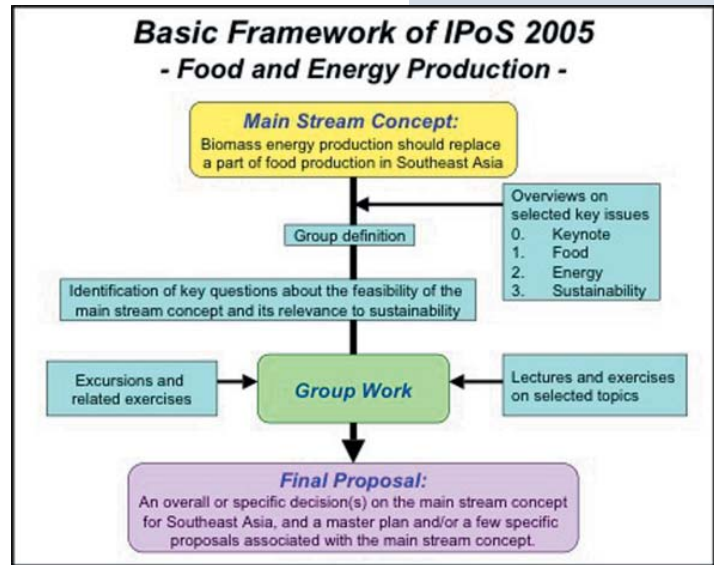 Basic Framework of IPoS 2005
- Food and Energy Production -
Main Stream Concept:
Biomass energy production should replace
a part of food production in Southeast Asia
Overviews on
selected key issues
0. Keynote
1. Food
2. Energy
3. Sustainability
Group definition
Identification of key questions about the feasibility of the
main stream concept and its relevance to sustainability
Excursions and
related exercises
Group Work
Lectures and exercises
on selected topics
Final Proposal:
An overall or specific decision(s) on the main stream concept
for Southeast Asia, and a master plan and/or a few specific
proposals associated with the main stream concept.